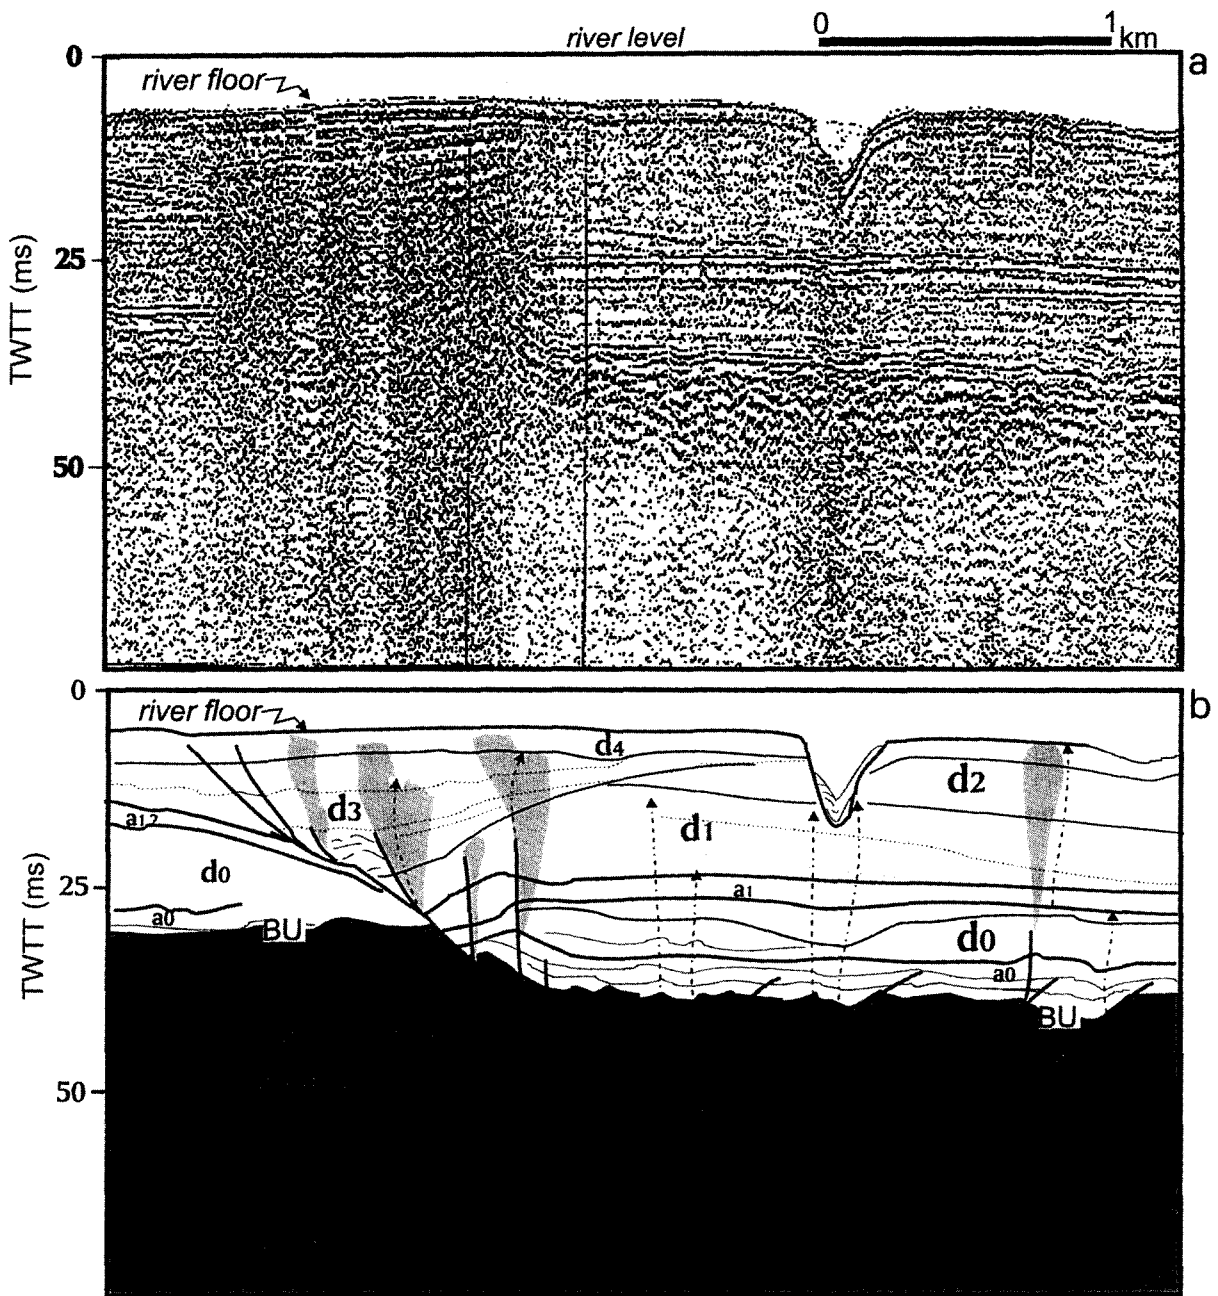 0 1 km
river level
a
0
river floor
25
TWTT (ms)
50
0
b
river floor
d4
d2
d3
a1,2
d1
d0
25
a1
a0
BU
d0
a0
TWTT (ms)
BU
50